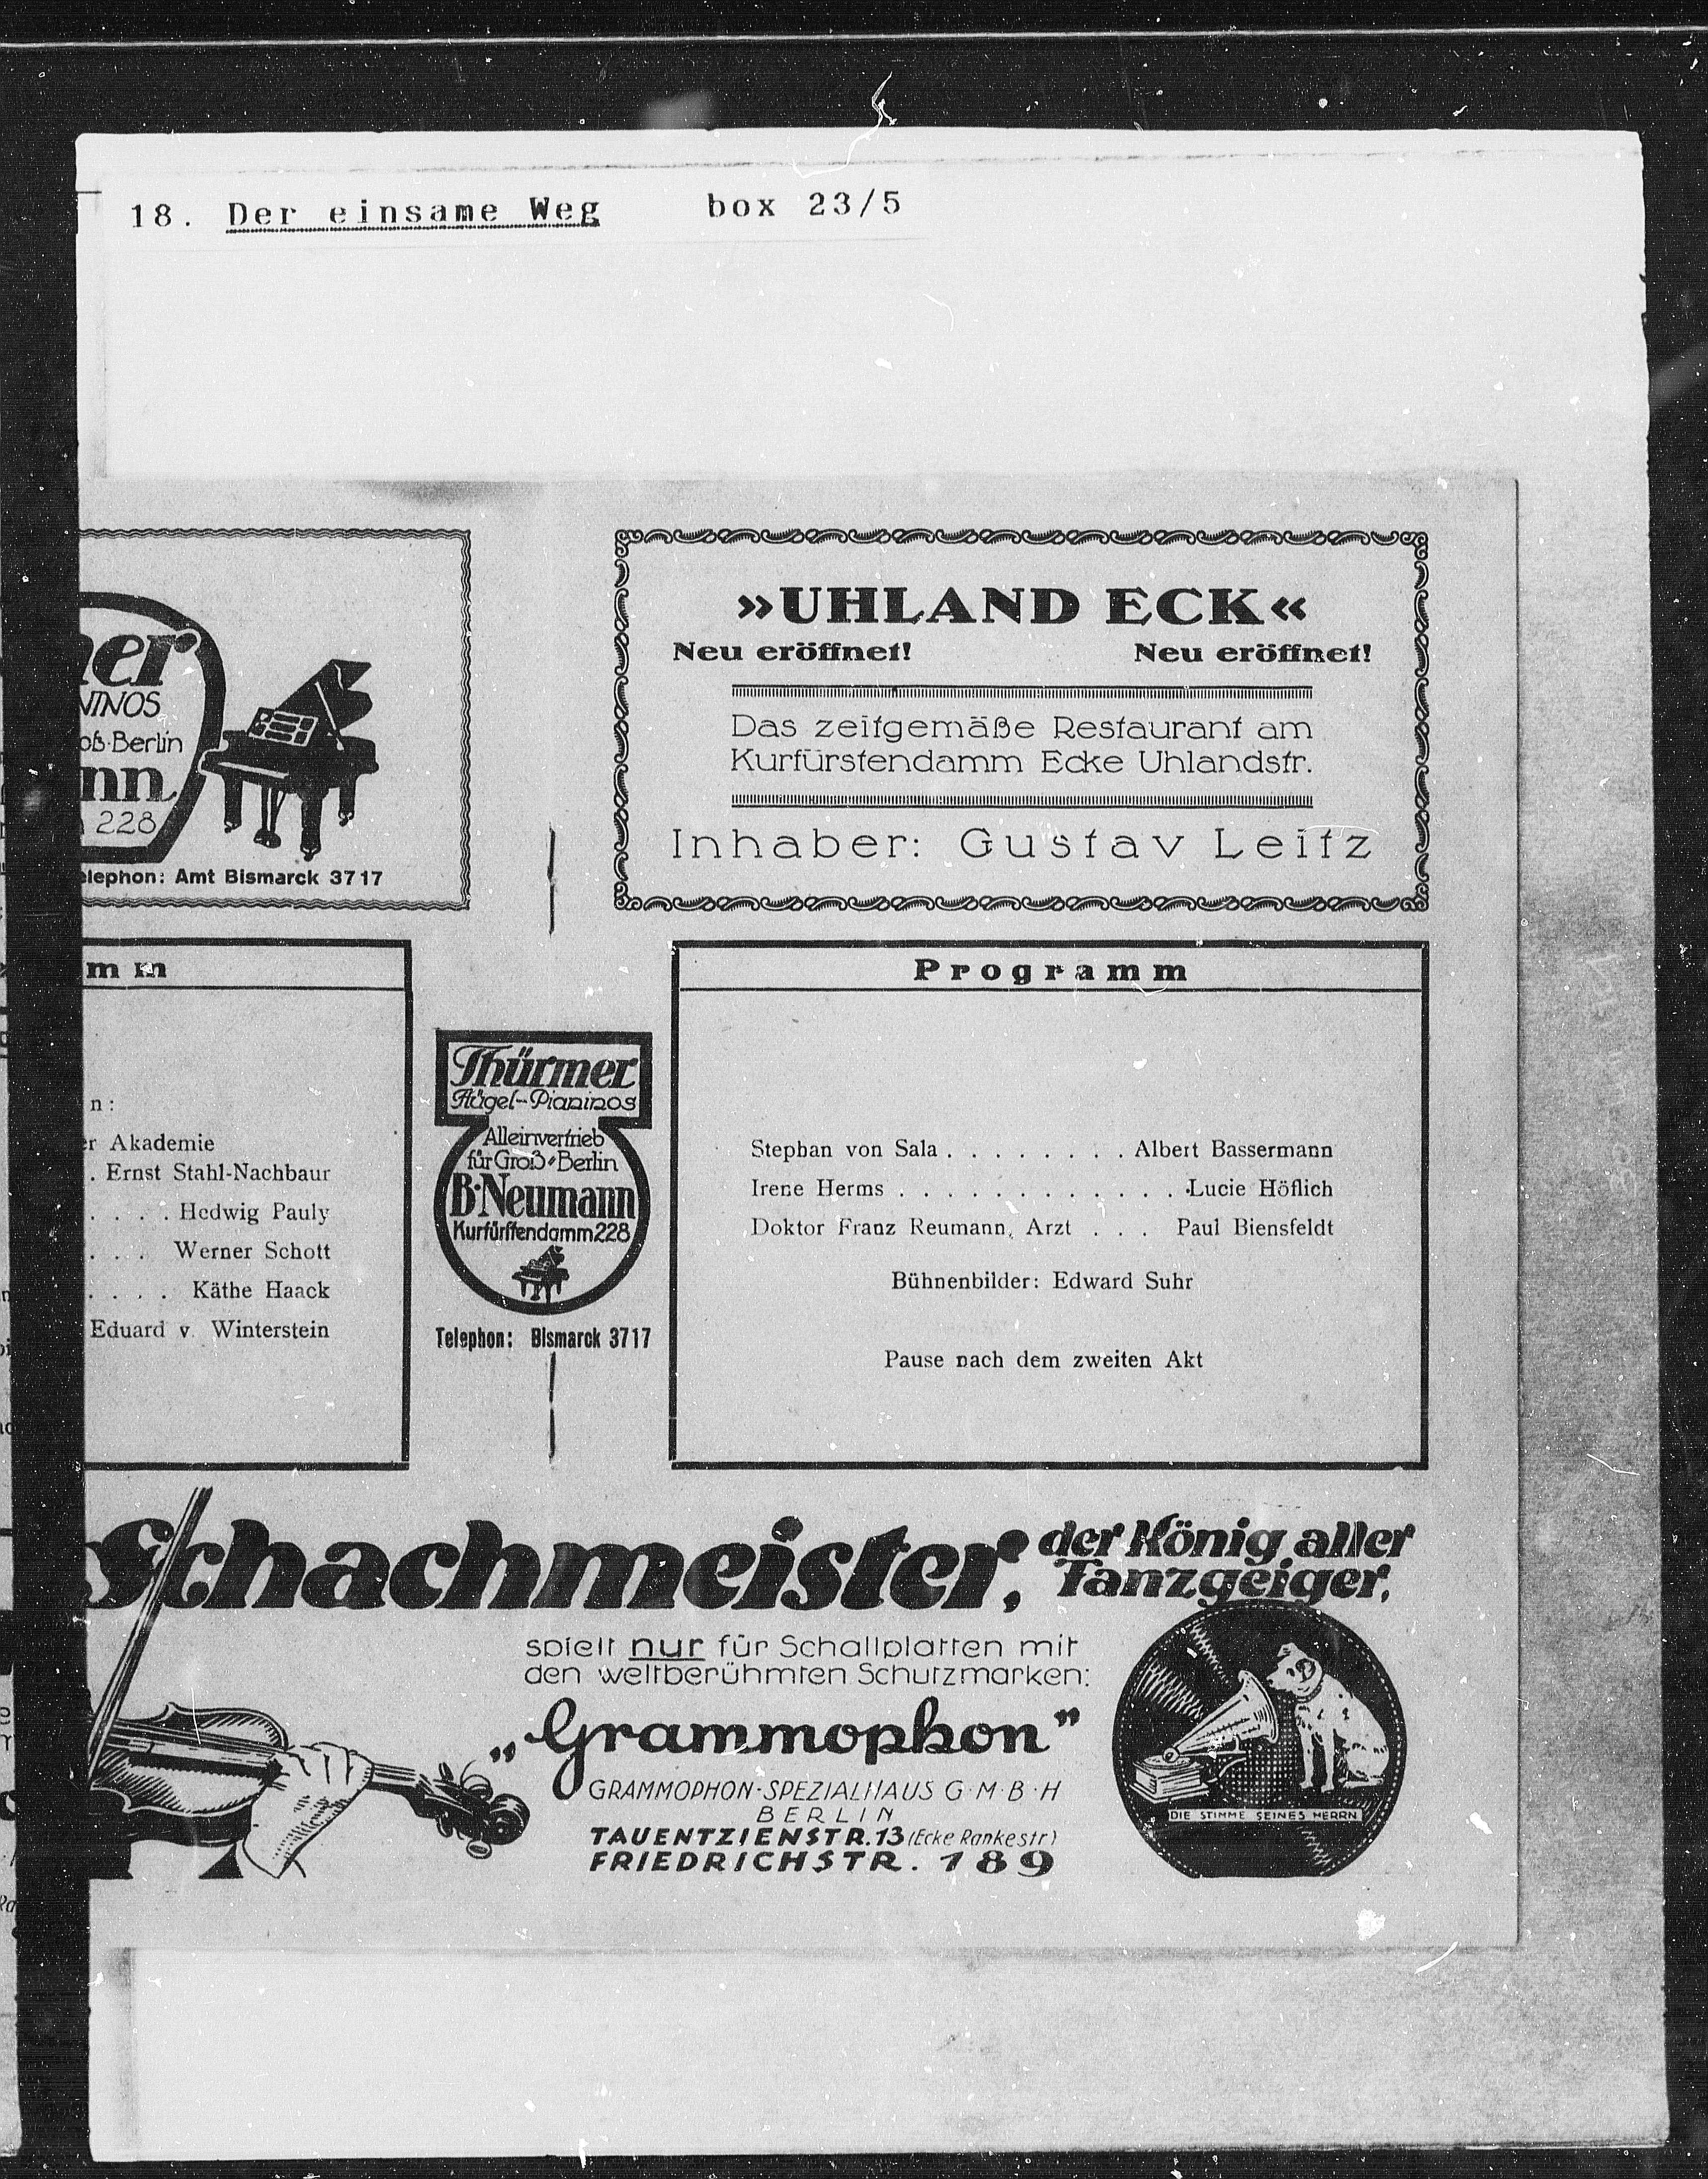 18. Der einsame Weg box 23/5
er
NINOS
oß-Berlin
nn
228
elephon: Amt Bismarck 3717
»UHLAND ECK«
Neu eröffnet! Neu eröffnet!
Das zeitgemäße Restaurant am
Kurfürstendamm Ecke Uhlandstr.
Inhaber: Gustav Leitz
mm
n:
er Akademie
. Ernst Stahl-Nachbaur
. . . . Hedwig Pauly
. . . Werner Schott
. . . . Käthe Haack
Eduard v. Winterstein
Thürmer
Flügel-Pianinos
Alleinvertrieb
für Groß-Berlin
B·Neumann
Kurfürstendamm 228
Telephon: Bismarck 3717
Programm
Stephan von Sala . . . . . . . . Albert Bassermann
Irene Herms . . . . . . . . . . . . . Lucie Höflich
Doktor Franz Reumann, Arzt . . . Paul Biensfeldt
Bühnenbilder: Edward Suhr
Pause nach dem zweiten Akt
Schachmeister, der König aller
Tanzgeiger,
spielt nur für Schallplatten mit
den weltberühmten Schutzmarken:
„Grammophon”
GRAMMOPHON-SPEZIALHAUS G·M·B·H
BERLIN
TAUENTZIENSTR. 13 (Ecke Rankestr)
FRIEDRICHSTR. 189
DIE STIMME SEINES HERRN